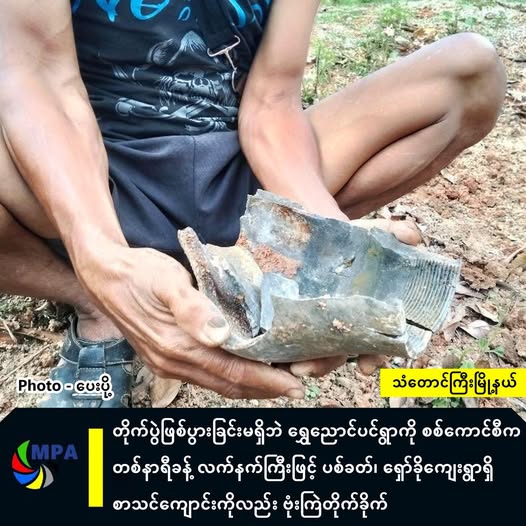 MPA
Photo - ပေးပို့
သံတောင်ကြီးမြို့နယ်
တိုက်ပွဲဖြစ်ပွားခြင်းမရှိဘဲ ရွှေညောင်ပင်ရွာကို စစ်ကောင်စီက
တစ်နာရီခန့် လက်နက်ကြီးဖြင့် ပစ်ခတ်၊ ရှော်ခိုကျေးရွာရှိ
စာသင်ကျောင်းကိုလည်း ဗုံးကြဲတိုက်ခိုက်
MPA